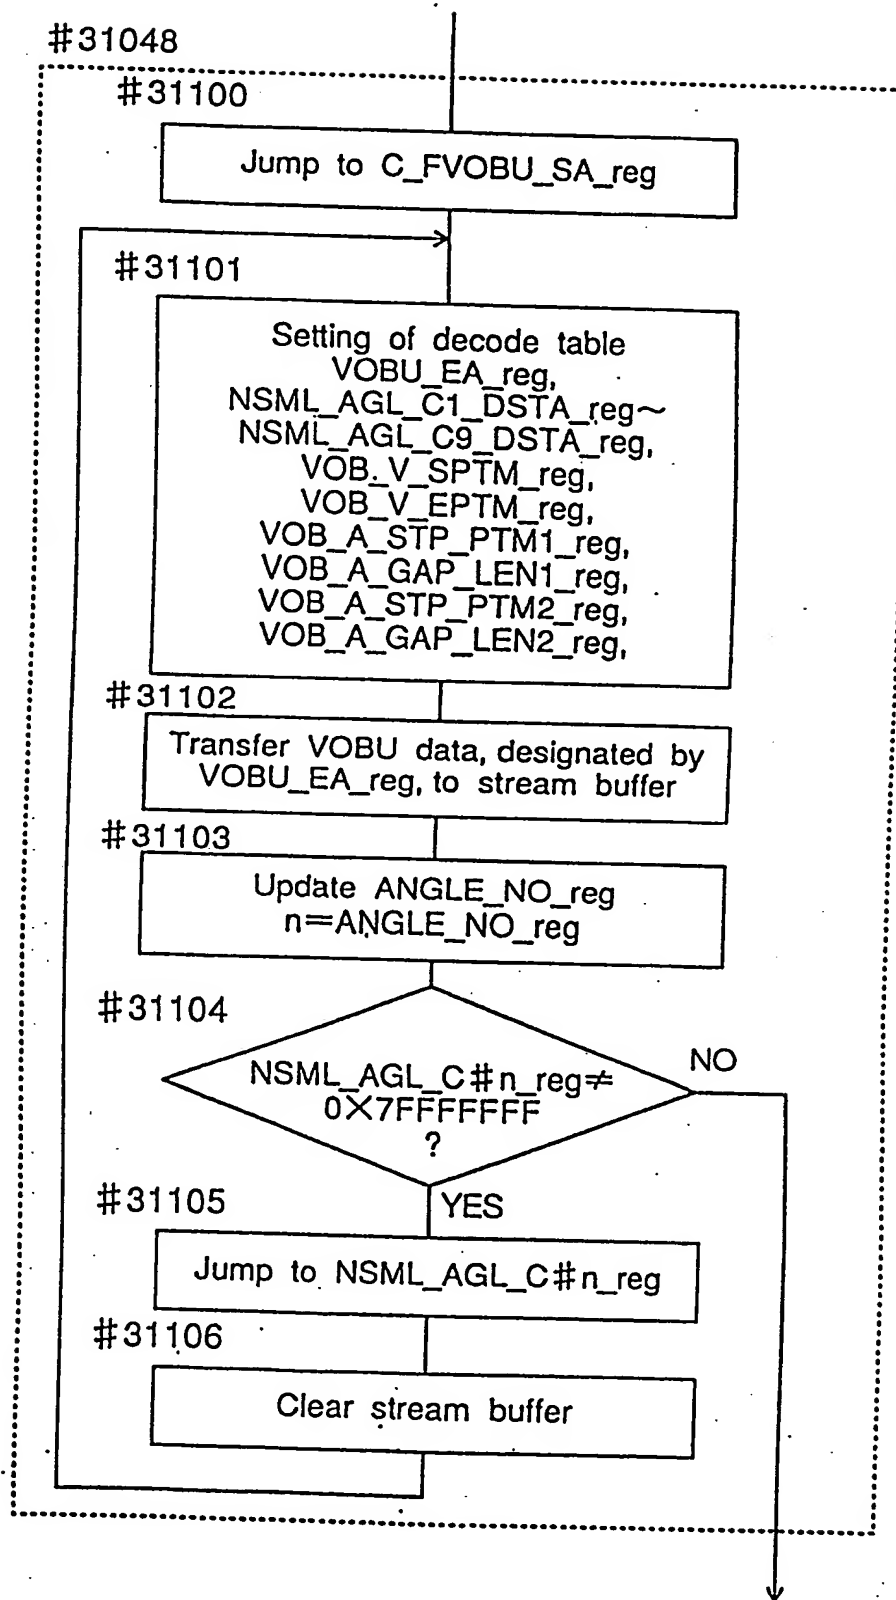 #31048
#31100
Jump to C_FVOBU_SA_reg
#31101
Setting of decode table
VOBU_EA_reg,
NSML_AGL_C1_DSTA_reg~
NSML_AGL_C9_DSTA_reg,
VOB_V_SPTM_reg,
VOB_V_EPTM_reg,
VOB_A_STP_PTM1_reg,
VOB_A_GAP_LEN1_reg,
VOB_A_STP_PTM2_reg,
VOB_A_GAP_LEN2_reg,
#31102
Transfer VOBU data, designated by
VOBU_EA_reg, to stream buffer
#31103
Update ANGLE_NO_reg
n=ANGLE_NO_reg
#31104
NSML_AGL_C#n_reg≠
0X7FFFFFFF
?
NO
YES
#31105
Jump to NSML_AGL_C#n_reg
#31106
Clear stream buffer